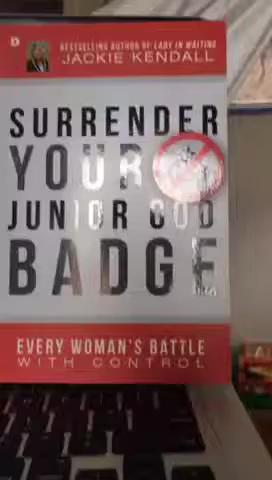 BESTSELLING AUTHOR OF LADY IN WAITING
JACKIE KENDALL
SURRENDER
YOUR
JUNIOR GOD
BADGE
EVERY WOMAN'S BATTLE
WITH CONTROL